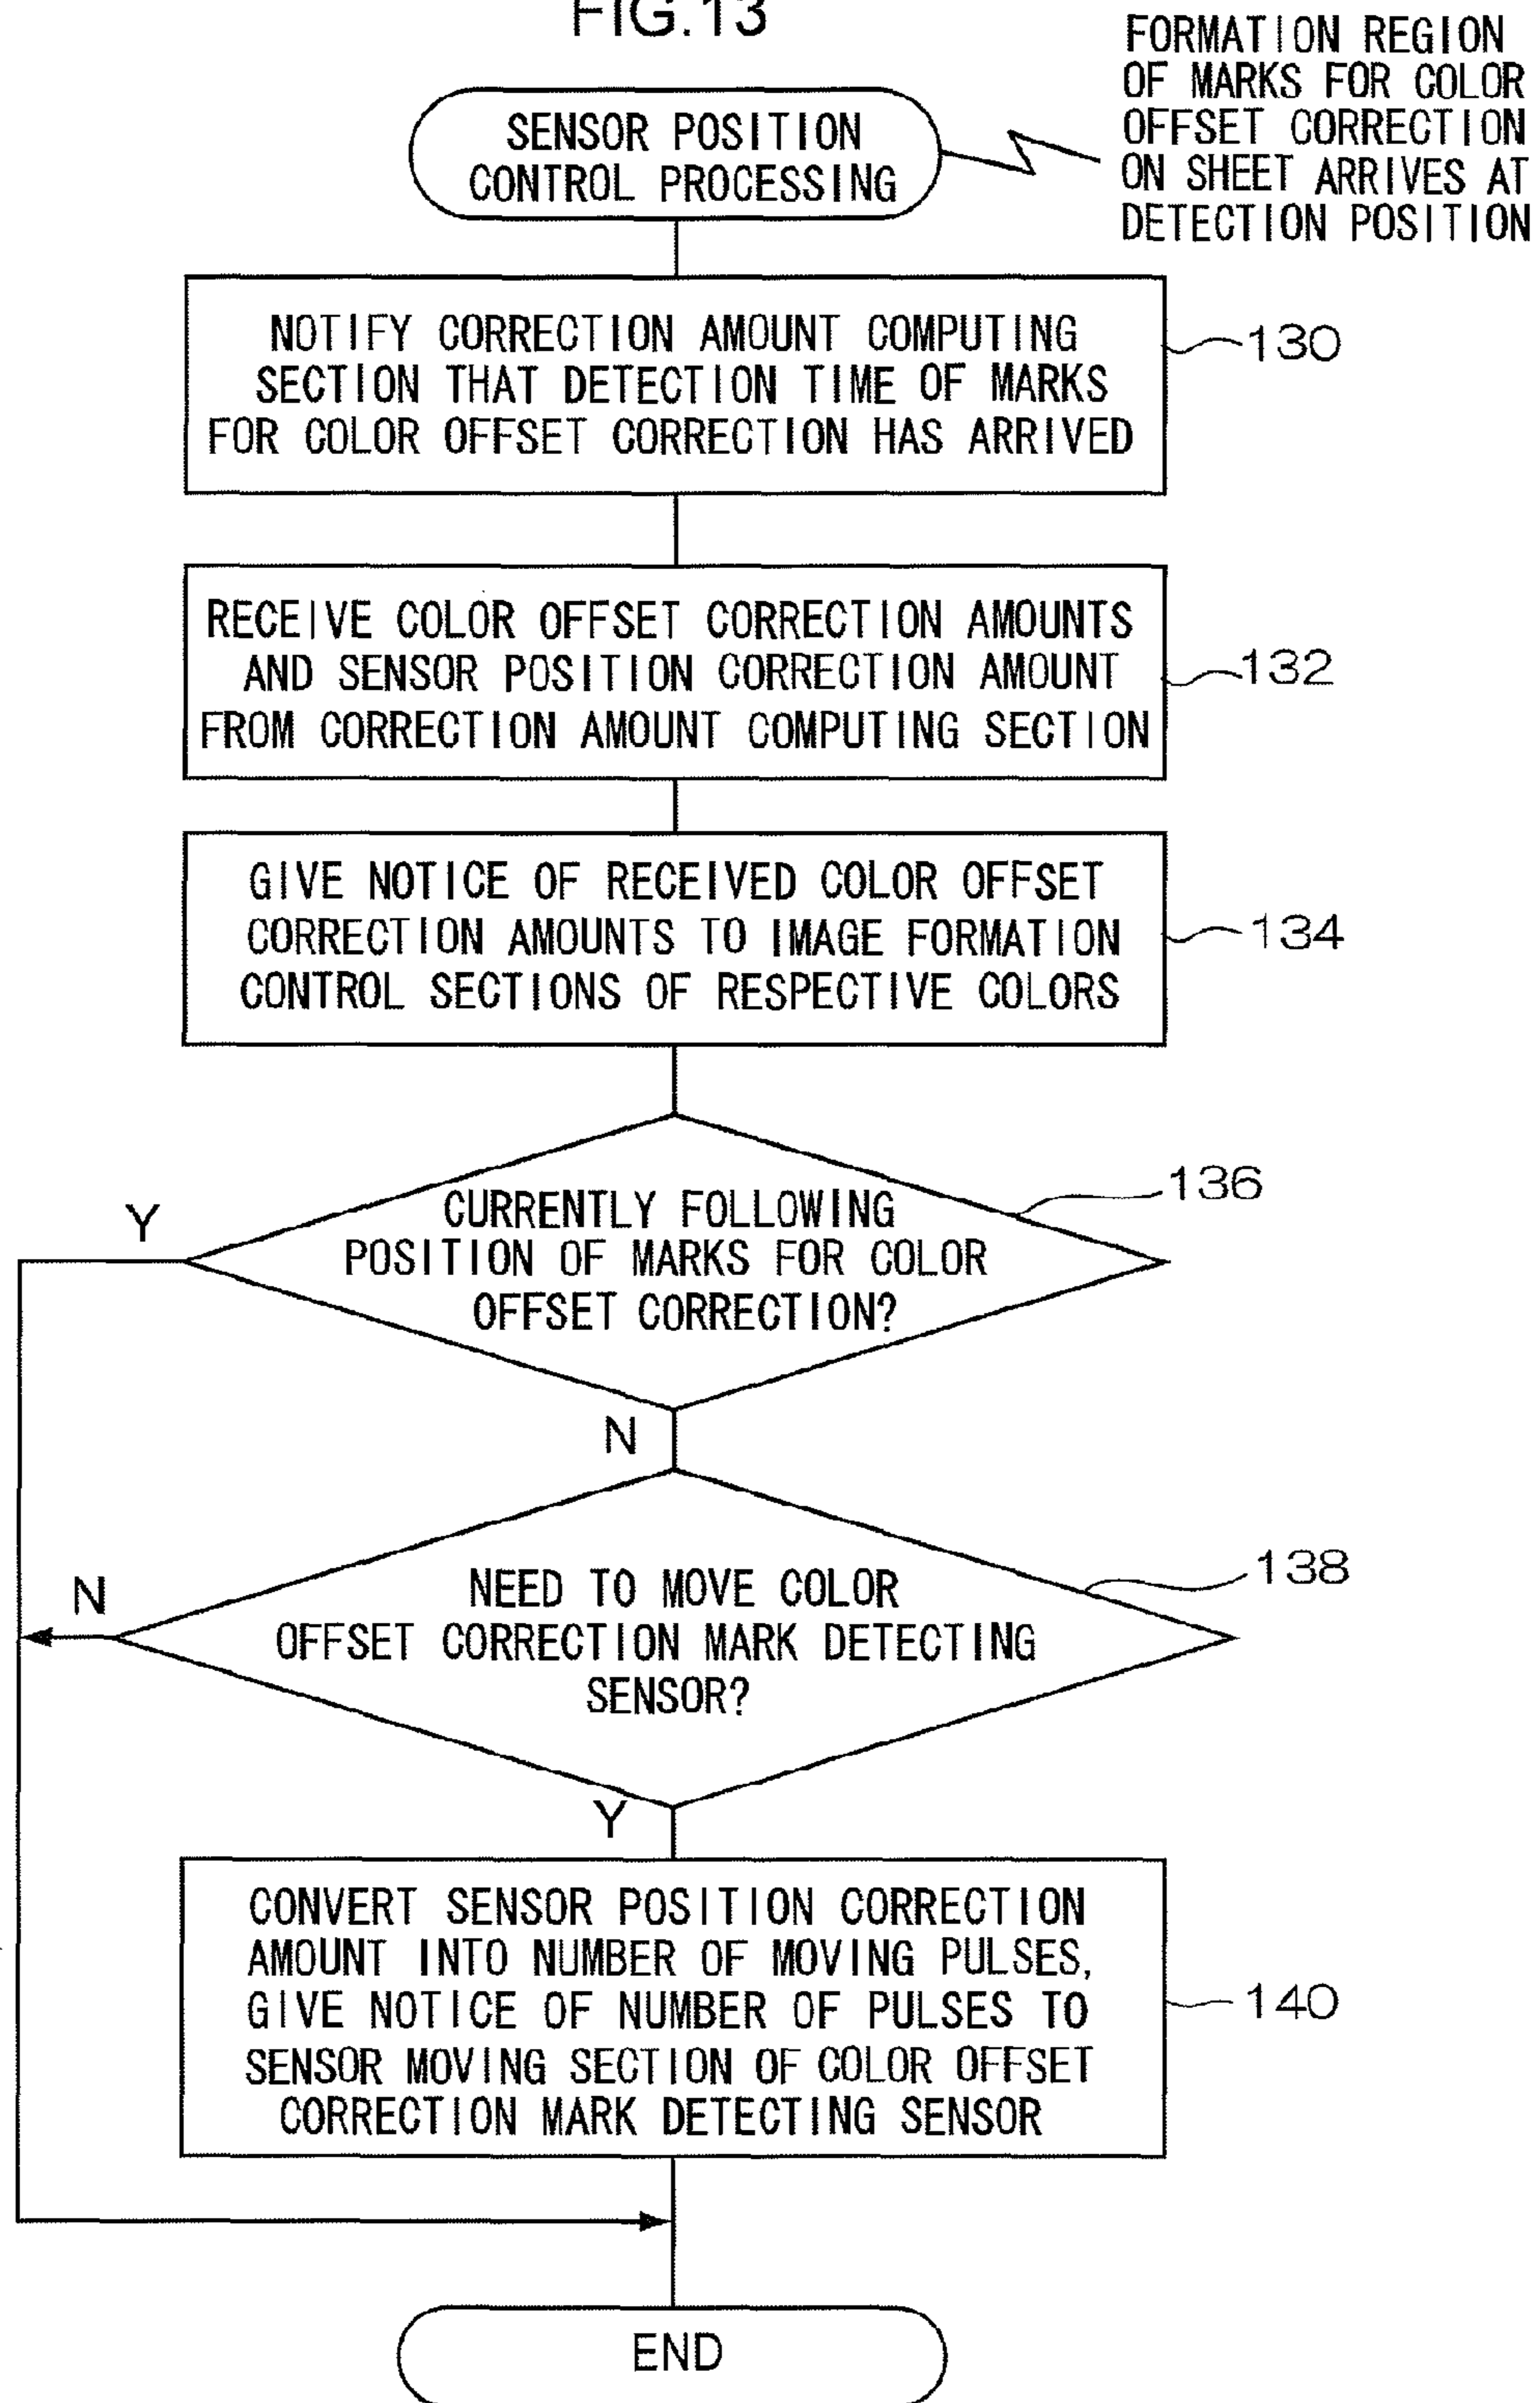 FIG.13
FORMATION REGION
OF MARKS FOR COLOR
OFFSET CORRECTION
ON SHEET ARRIVES AT
DETECTION POSITION
SENSOR POSITION
CONTROL PROCESSING
NOTIFY CORRECTION AMOUNT COMPUTING
SECTION THAT DETECTION TIME OF MARKS
FOR COLOR OFFSET CORRECTION HAS ARRIVED
130
RECEIVE COLOR OFFSET CORRECTION AMOUNTS
AND SENSOR POSITION CORRECTION AMOUNT
FROM CORRECTION AMOUNT COMPUTING SECTION
132
GIVE NOTICE OF RECEIVED COLOR OFFSET
CORRECTION AMOUNTS TO IMAGE FORMATION
CONTROL SECTIONS OF RESPECTIVE COLORS
134
CURRENTLY FOLLOWING
POSITION OF MARKS FOR COLOR
OFFSET CORRECTION?
136
Y
N
NEED TO MOVE COLOR
OFFSET CORRECTION MARK DETECTING
SENSOR?
138
N
Y
CONVERT SENSOR POSITION CORRECTION
AMOUNT INTO NUMBER OF MOVING PULSES,
GIVE NOTICE OF NUMBER OF PULSES TO
SENSOR MOVING SECTION OF COLOR OFFSET
CORRECTION MARK DETECTING SENSOR
140
END